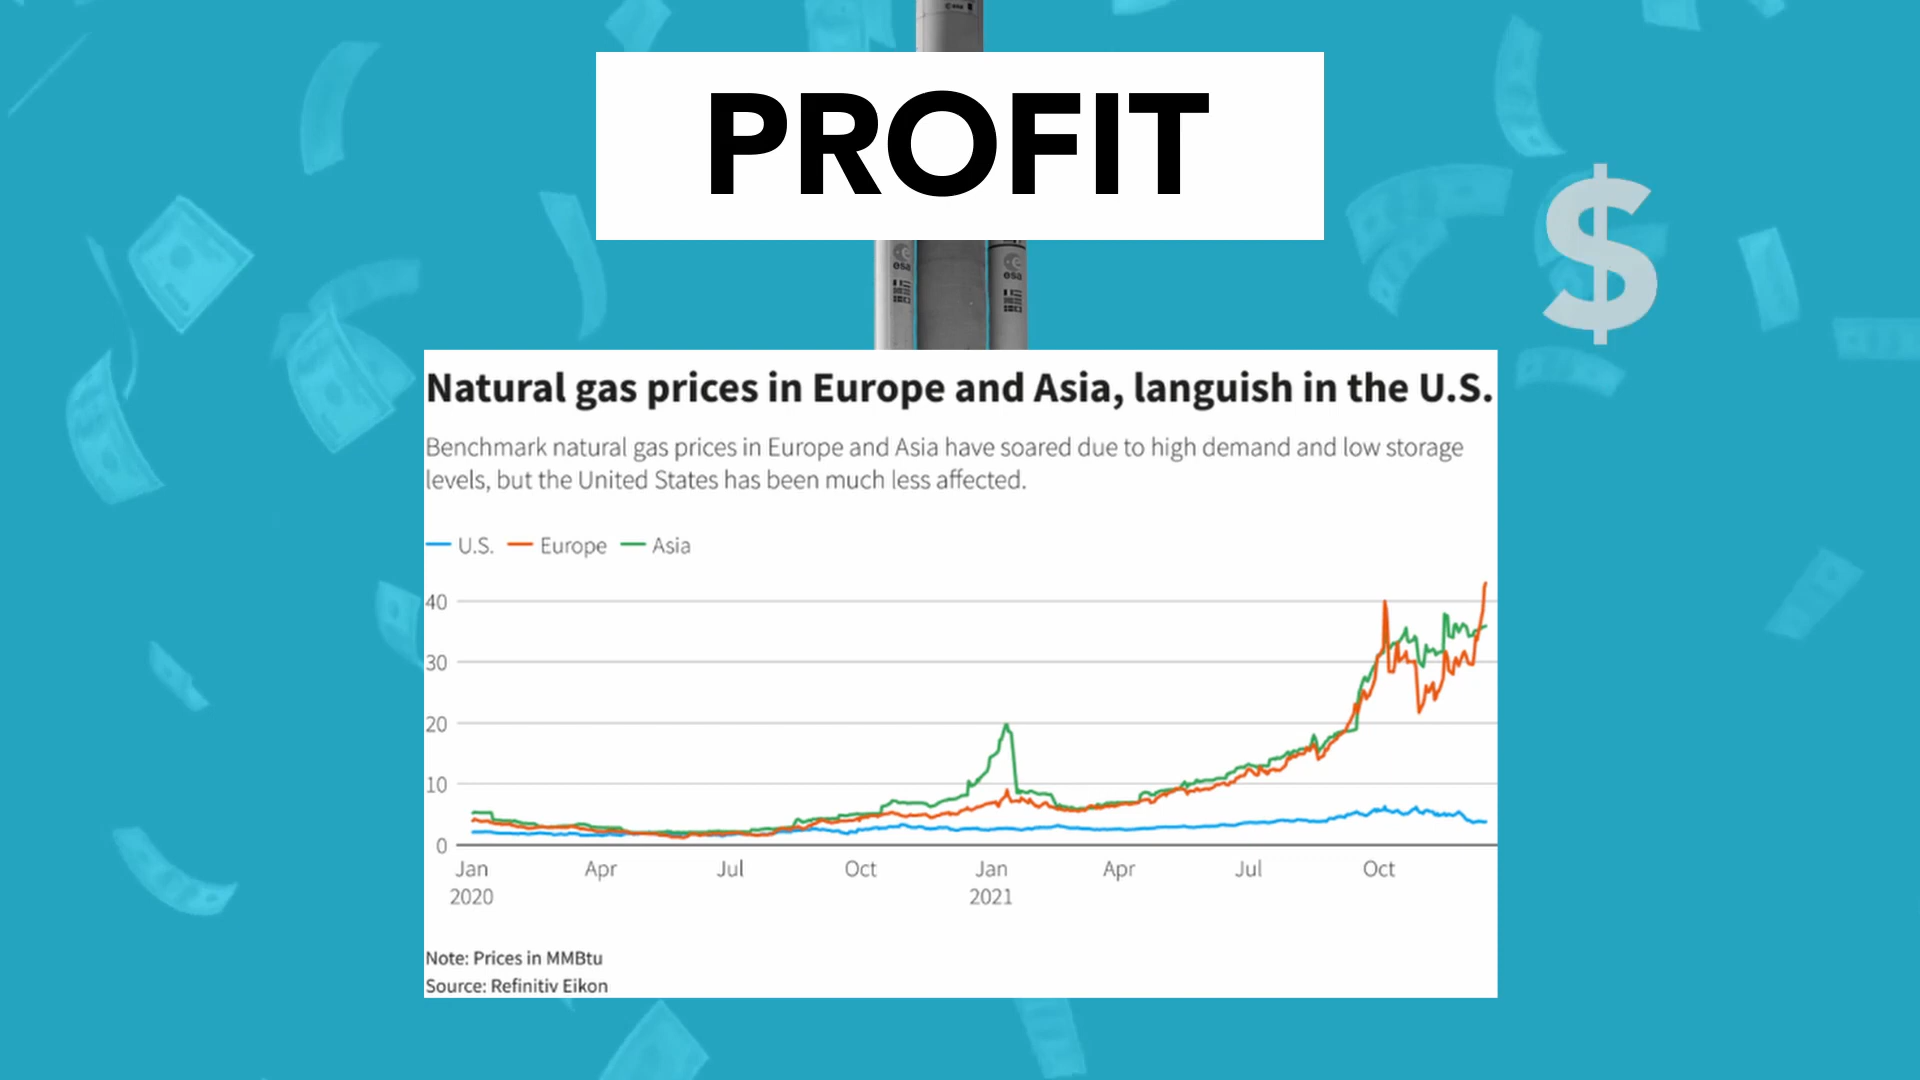 esa
PROFIT
$
esa
esa
Natural gas prices in Europe and Asia, languish in the U.S.
Benchmark natural gas prices in Europe and Asia have soared due to high demand and low storage
levels, but the United States has been much less affected.
U.S. Europe Asia
40
30
20
10
0
Jan Apr Jul Oct Jan Apr Jul Oct
2020 2021
Note: Prices in MMBtu
Source: Refinitiv Eikon